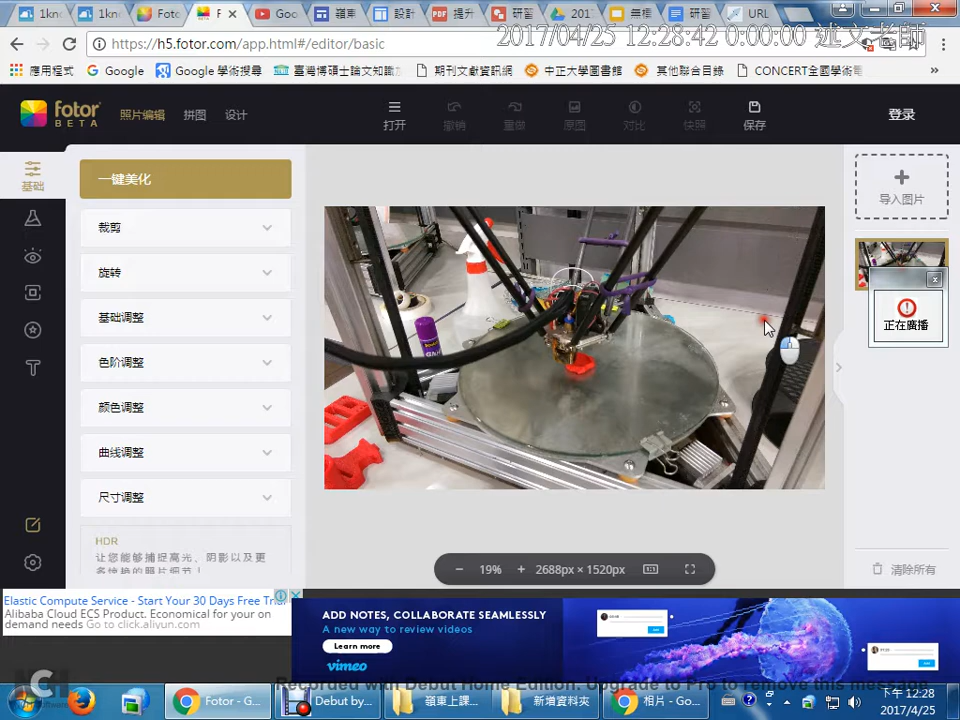 1kno
1kno
Foto
F
Goo
嶺東
設計
PDF
提升
研習
201
無框
研習
URL
https://h5.fotor.com/app.html#/editor/basic
2017/04/25 12:28:42 0:00:00 述文老師
應用程式
Google
Google 學術搜尋
臺灣博碩士論文知識
期刊文獻資訊網
中正大學圖書館
其他聯合目錄
CONCERT全國學術電
fotor
BETA
照片编辑
拼图
设计
打开
撤销
重做
原图
对比
快照
保存
登录
基础
一键美化
裁剪
旋转
基础调整
色阶调整
颜色调整
曲线调整
尺寸调整
HDR
让您能够捕捉高光、阴影以及更
导入图片
正在廣播
19%
2688px × 1520px
清除所有
Elastic Compute Service - Start Your 30 Days Free Tri
Alibaba Cloud ECS Product. Economical for your on
demand needs Go to click.aliyun.com
ADD NOTES, COLLABORATE SEAMLESSLY
A new way to review videos
Learn more
vimeo
Recorded with Debut Home Edition. Upgrade to Pro to remove this message
Fotor - G...
Debut by...
嶺東上課...
新增資料夾
相片 - Go...
下午 12:28
2017/4/25